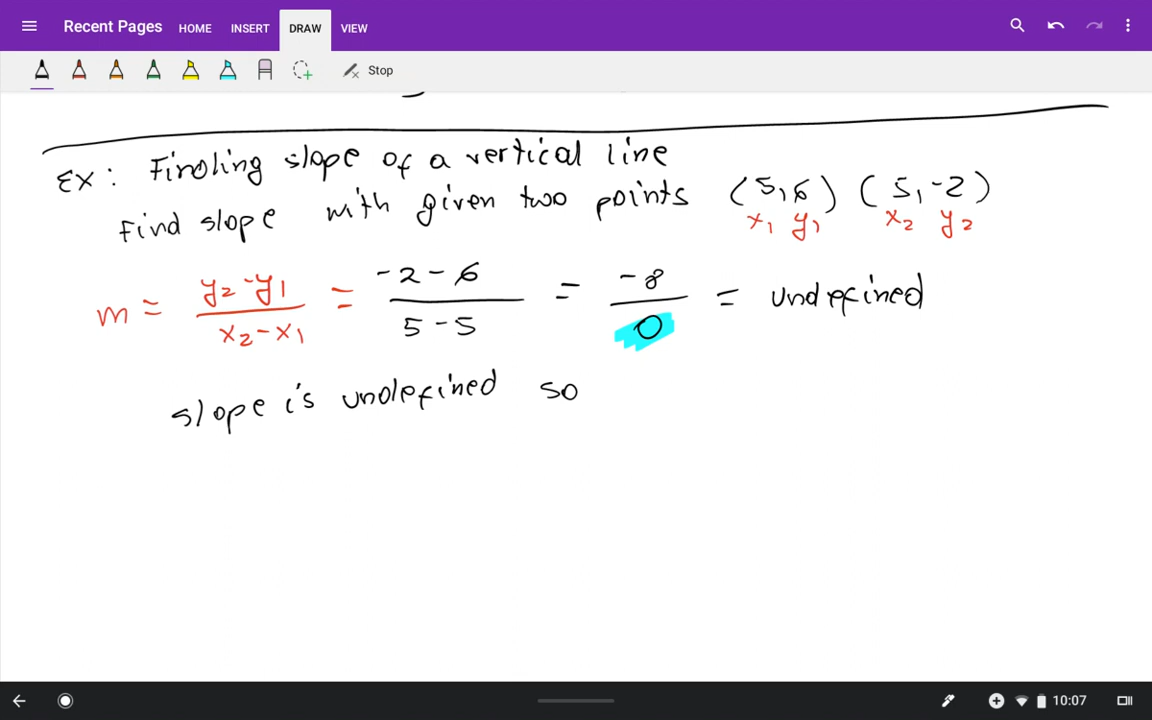 Recent Pages HOME INSERT DRAW VIEW
Stop
Ex: Finding slope of a vertical line
Find slope with given two points (5,6) (5,-2)
x₁ y₁ x₂ y₂
m = y₂-y₁ / x₂-x₁ = -2-6 / 5-5 = -8 / 0 = undefined
slope is undefined so
10:07